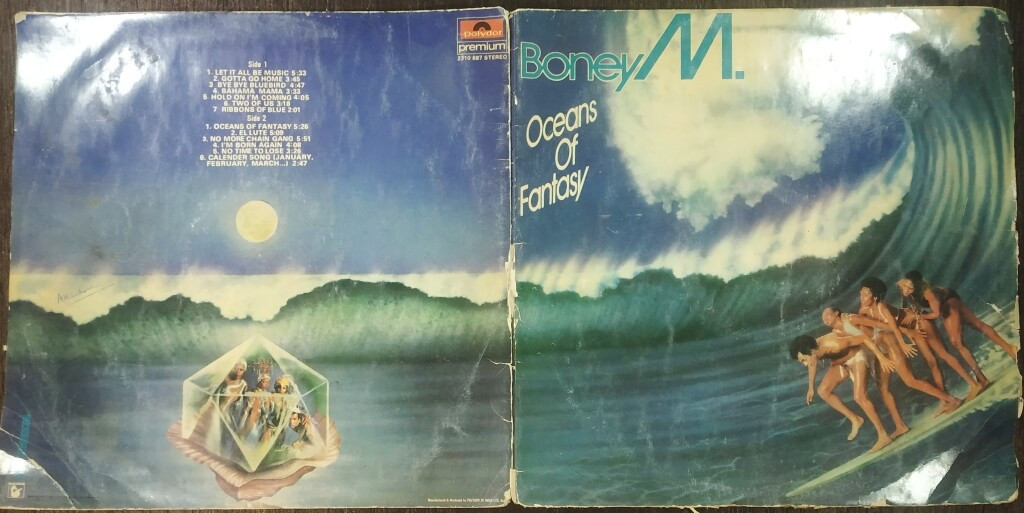 polydor
premium
2310 887 STEREO
Side 1
1. LET IT ALL BE MUSIC 5:33
2. GOTTA GO HOME 3:45
3 BYE BYE BLUEBIRD 4:47
4. BAHAMA MAMA 3:33
5. HOLD ON I'M COMING 4:05
6. TWO OF US 3/18
7 RIBBONS OF BLUE 2:01
Side 2
1. OCEANS OF FANTASY 5:26
2. EL LUTE 5:09
3. NO MORE CHAIN GANG 5:51
4. I'M BORN AGAIN 4:08
5. NO TIME TO LOSE 3:26
6. CALENDER SONG (JANUARY,
FEBRUARY, MARCH...) 2:47
Boney M.
Oceans
Of
Fantasy